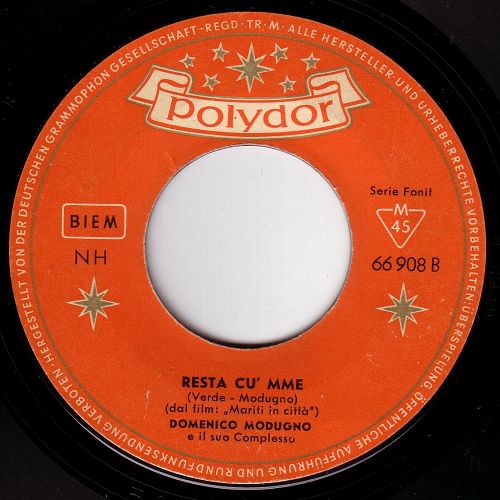 HERGESTELLT VON DER DEUTSCHEN GRAMMOPHON GESELLSCHAFT · REGD · TR · M · ALLE HERSTELLER- UND URHEBERRECHTE VORBEHALTEN · ÜBERSPIELUNG ÖFFENTLICHE AUFFÜHRUNG UND RUNDFUNKSENDUNG VERBOTEN ·
Polydor
Serie Fonit
BIEM
M
45
NH
66 908 B
RESTA CU' MME
(Verde - Modugno)
(dal film: „Mariti in città")
DOMENICO MODUGNO
e il suo Complesso